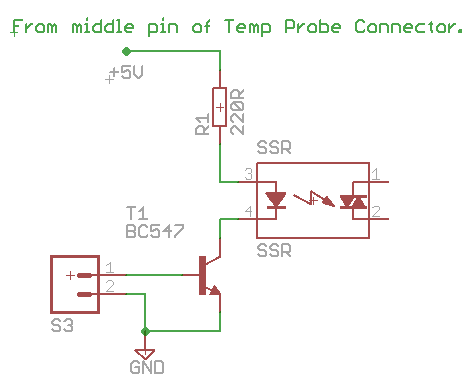 From middle pin of Temp Probe Connector.
+5V
R1
220R
SSR
3
1
4
2
SSR
T1
BC547
1
2
S3
GND